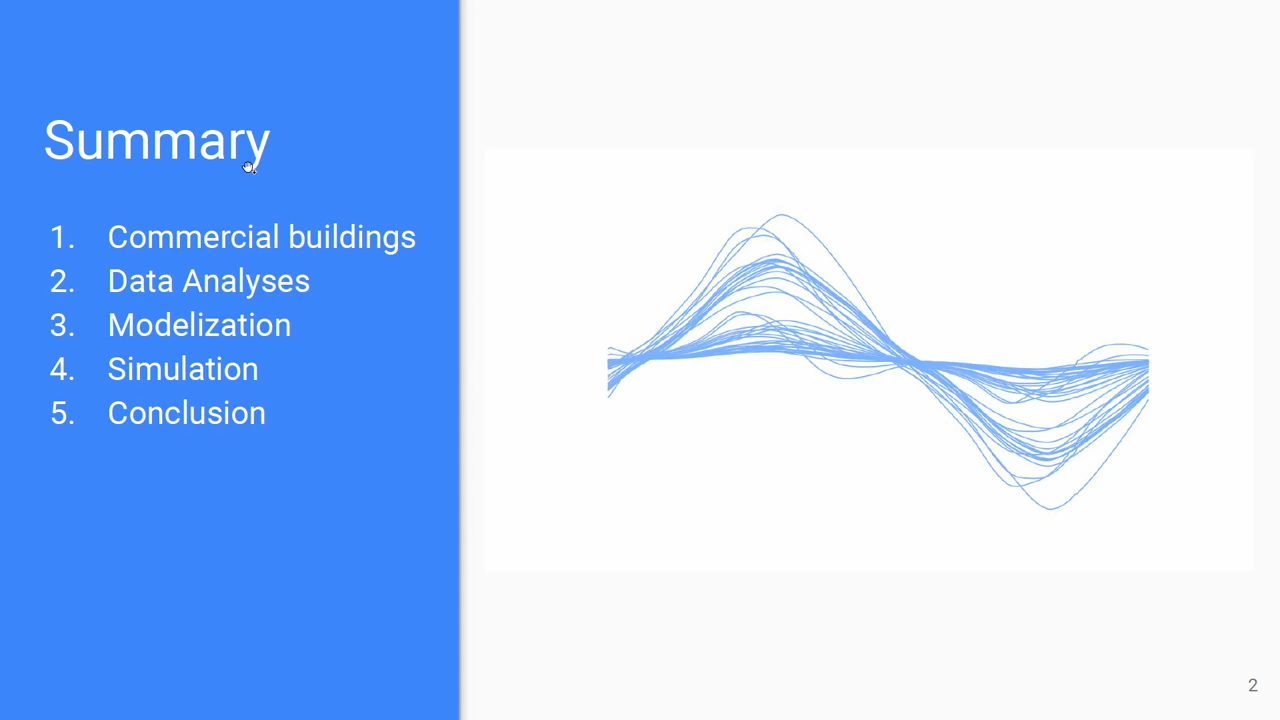 Summary
1. Commercial buildings
2. Data Analyses
3. Modelization
4. Simulation
5. Conclusion
2